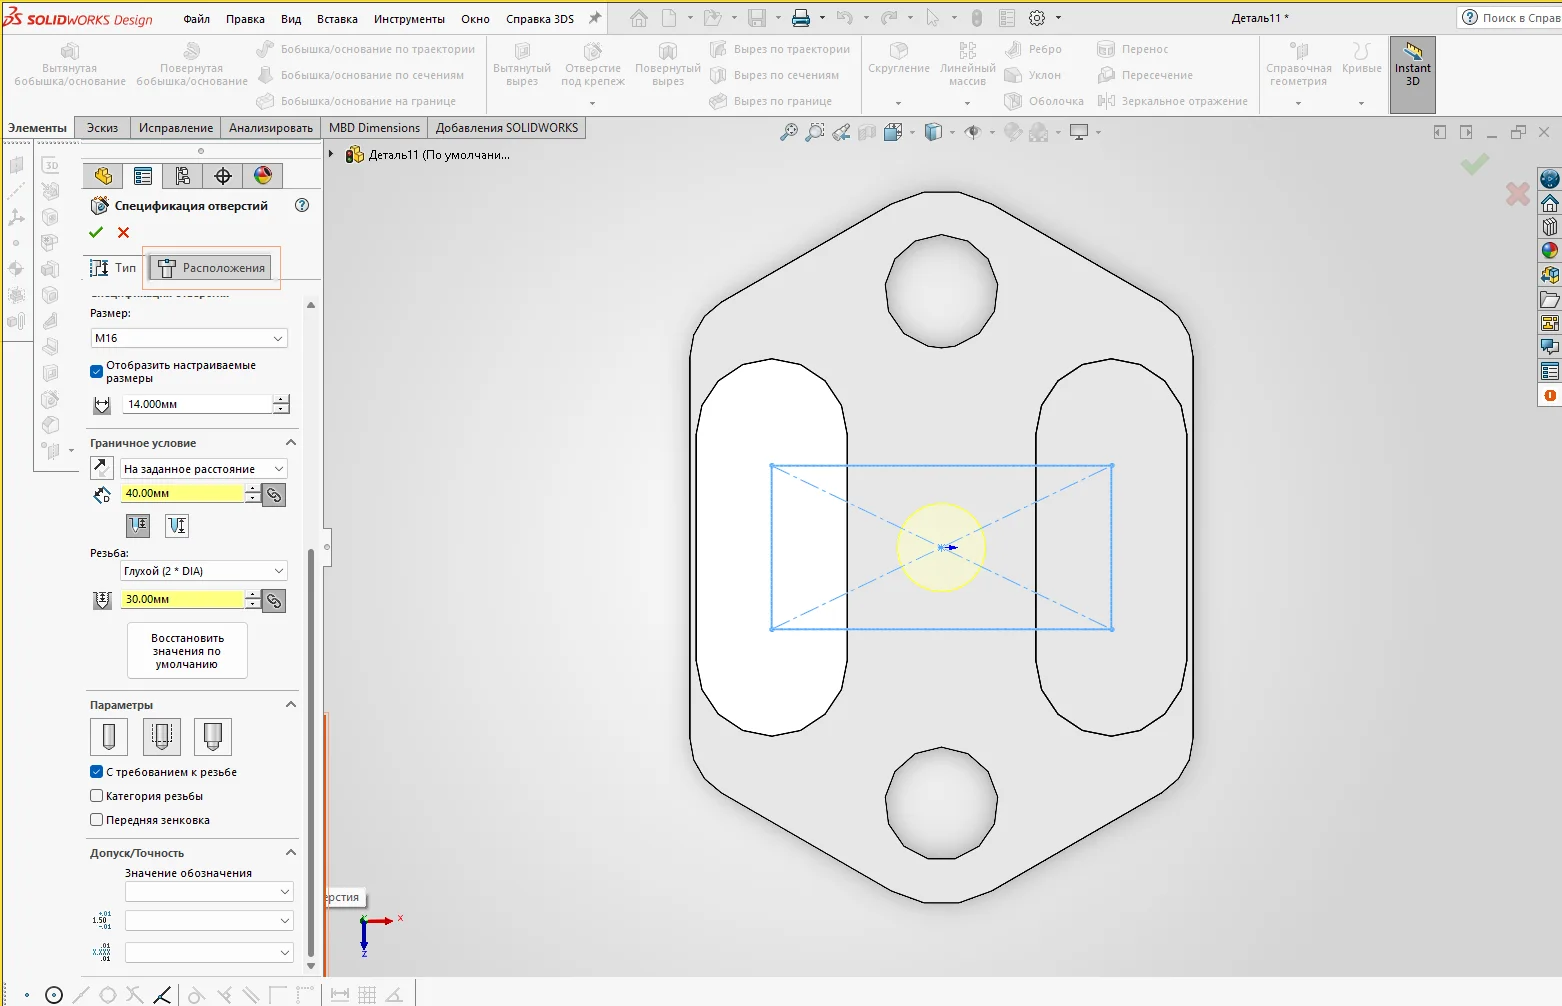 SOLIDWORKS Design
Файл Правка Вид Вставка Инструменты Окно Справка 3DS
Деталь11 *
Поиск в Справ
Вытянутая бобышка/основание
Повернутая бобышка/основание
Бобышка/основание по траектории
Бобышка/основание по сечениям
Бобышка/основание на границе
Вытянутый вырез
Отверстие под крепеж
Повернутый вырез
Вырез по траектории
Вырез по сечениям
Вырез по границе
Скругление
Линейный массив
Ребро
Уклон
Оболочка
Перенос
Пересечение
Зеркальное отражение
Справочная геометрия
Кривые
Instant 3D
Элементы Эскиз Исправление Анализировать MBD Dimensions Добавления SOLIDWORKS
Деталь11 (По умолчани...
Спецификация отверстий
Тип Расположения
Размер:
M16
Отобразить настраиваемые
размеры
14.000мм
Граничное условие
На заданное расстояние
40.00мм
Резьба:
Глухой (2 * DIA)
30.00мм
Восстановить
значения по
умолчанию
Параметры
С требованием к резьбе
Категория резьбы
Передняя зенковка
Допуск/Точность
Значение обозначения
ерстия
X
Z